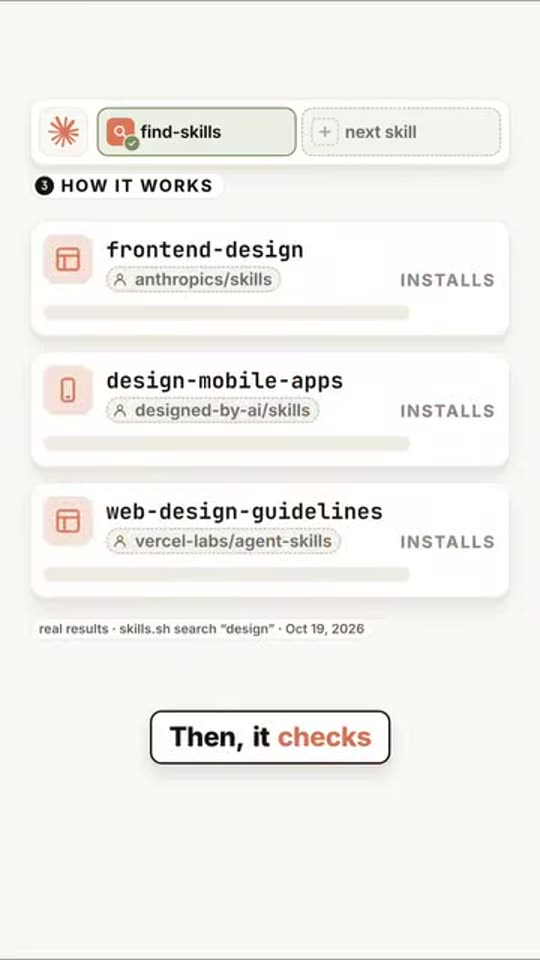 find-skills
next skill
3 HOW IT WORKS
frontend-design
anthropics/skills
INSTALLS
design-mobile-apps
designed-by-ai/skills
INSTALLS
web-design-guidelines
vercel-labs/agent-skills
INSTALLS
real results · skills.sh search “design” · Oct 19, 2026
Then, it checks